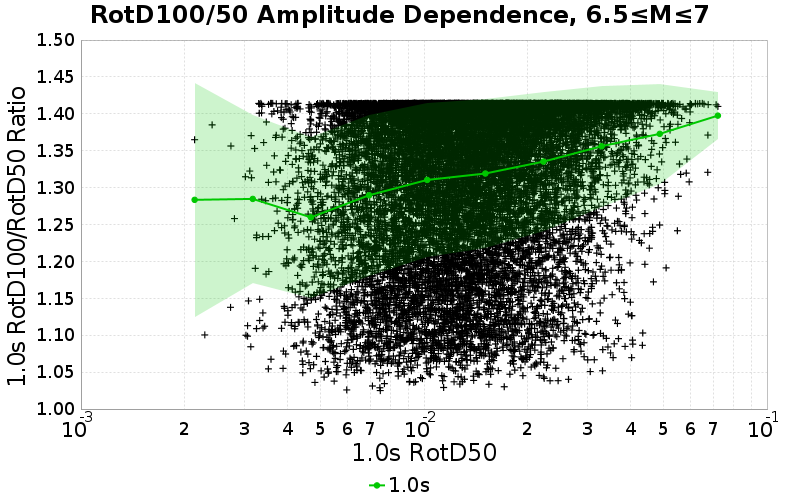 RotD100/50 Amplitude Dependence, 6.5≤M≤7
1.0s RotD100/RotD50 Ratio
1.50
1.45
1.40
1.35
1.30
1.25
1.20
1.15
1.10
1.05
1.00
10-3 2 3 4 5 6 7 10-2 2 3 4 5 6 7 10-1
1.0s RotD50
1.0s